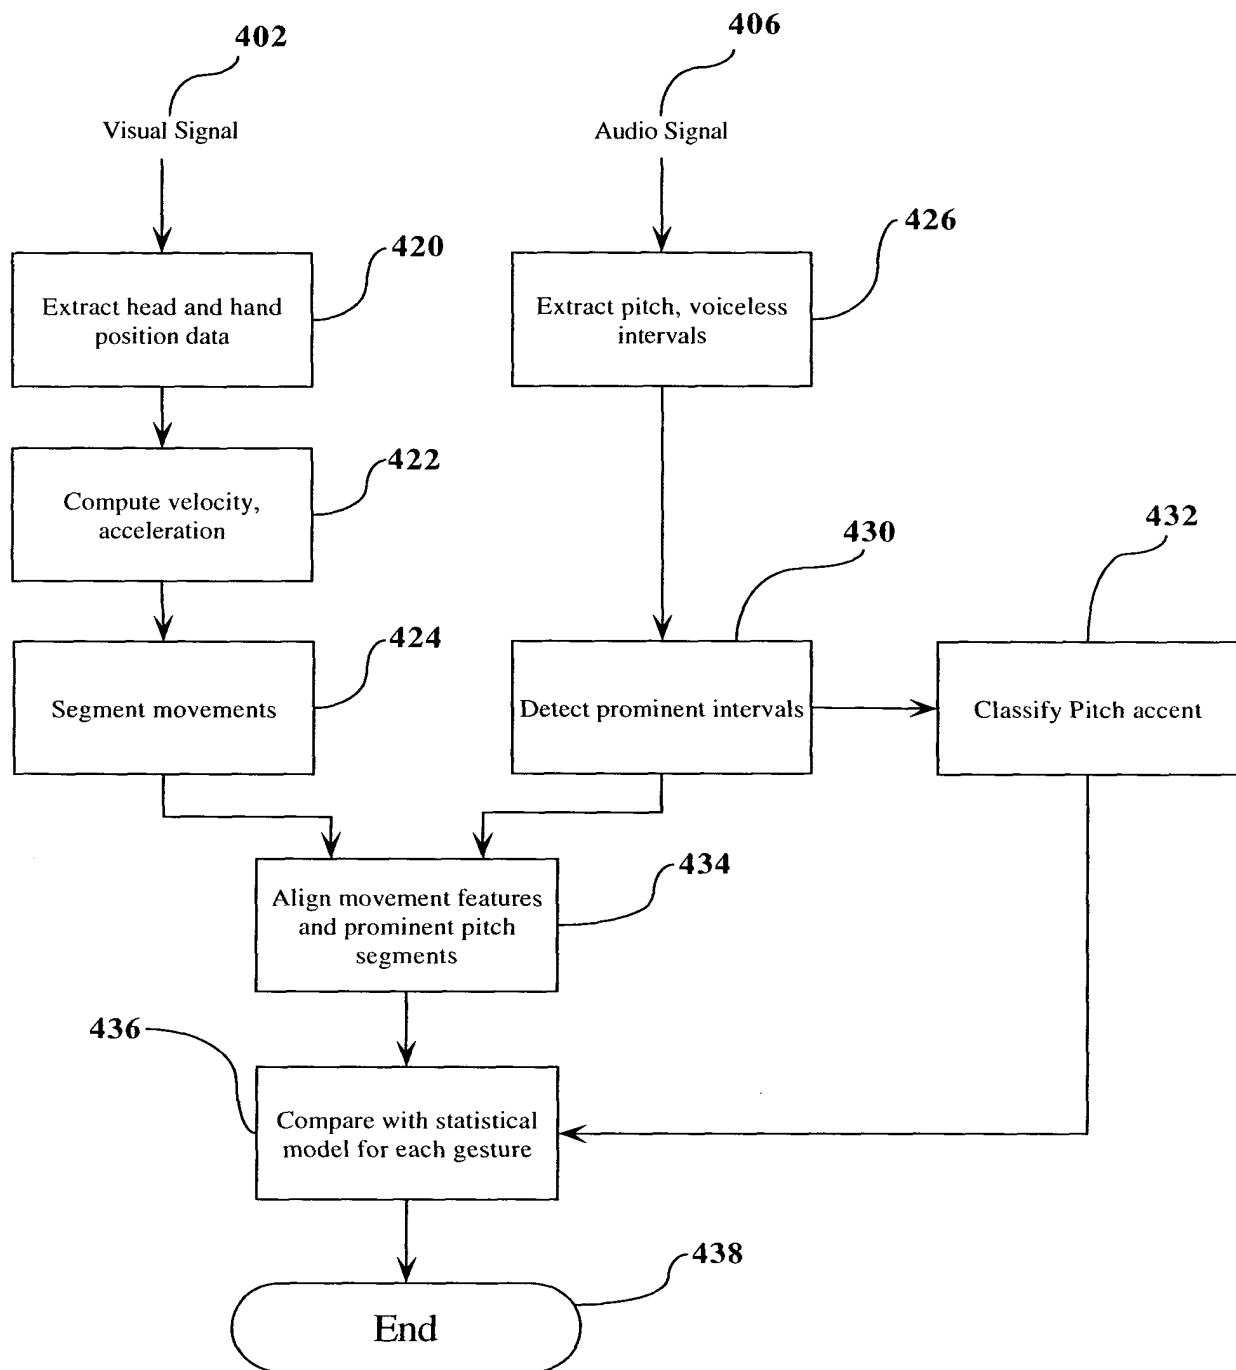 402
406
Visual Signal
Audio Signal
420
426
Extract head and hand
position data
Extract pitch, voiceless
intervals
422
Compute velocity,
acceleration
430
432
424
Segment movements
Detect prominent intervals
Classify Pitch accent
434
Align movement features
and prominent pitch
segments
436
Compare with statistical
model for each gesture
438
End